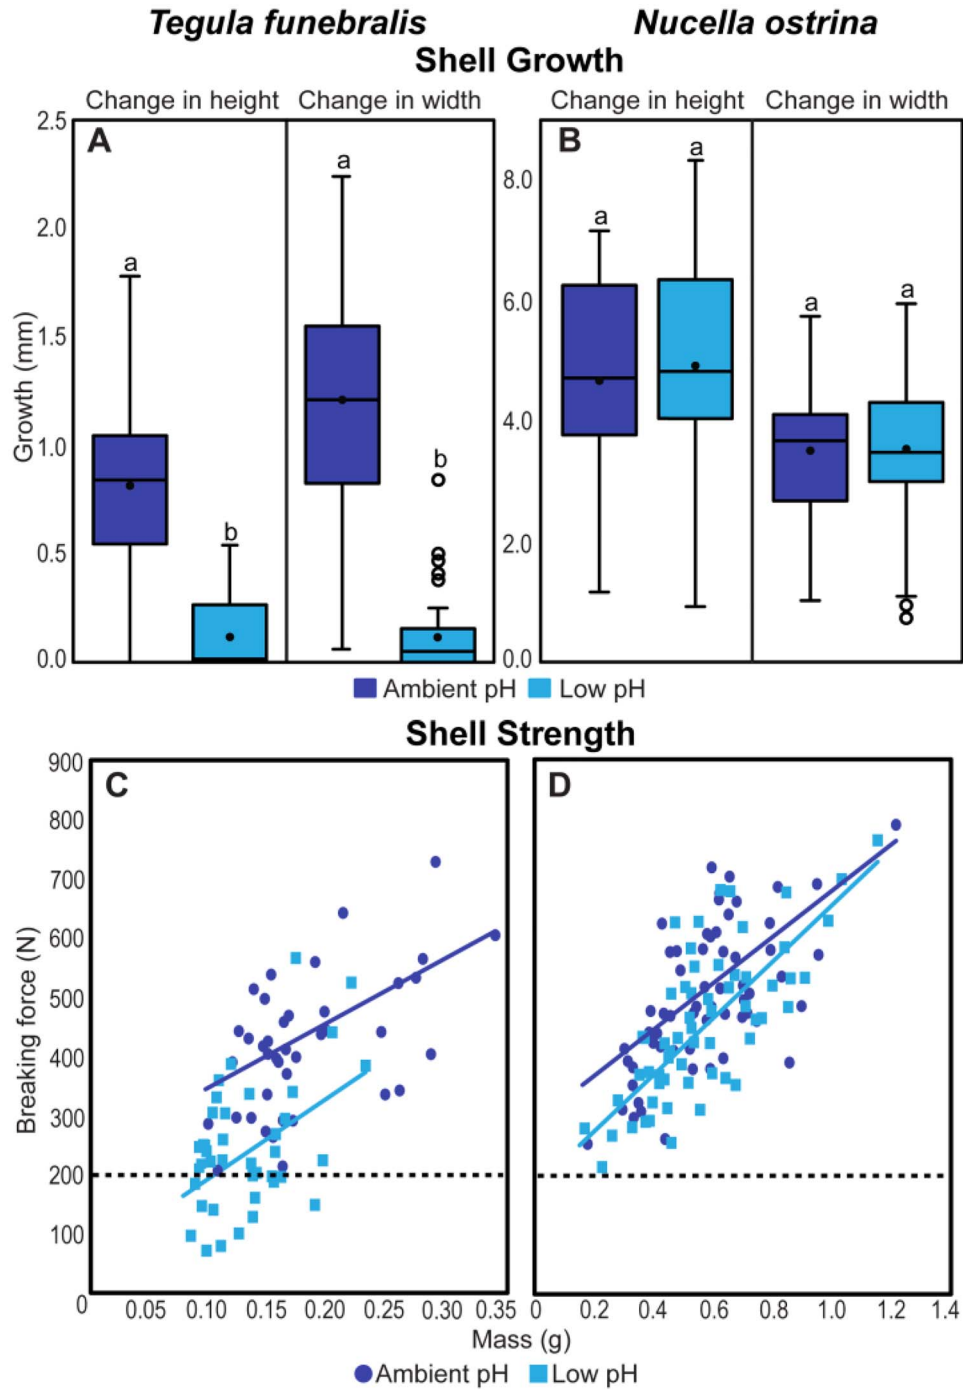 Tegula funebralis Nucella ostrina
Shell Growth
Change in height Change in width Change in height Change in width
A
B
Growth (mm)
2.5
2.0
1.5
1.0
0.5
0.0
a
b
a
b
8.0
6.0
4.0
2.0
0.0
a
a
a
a
Ambient pH Low pH
Shell Strength
C
D
Breaking force (N)
900
800
700
600
500
400
300
200
100
0 0.05 0.10 0.15 0.20 0.25 0.30 0.35
0 0.2 0.4 0.6 0.8 1.0 1.2 1.4
Mass (g)
Ambient pH Low pH